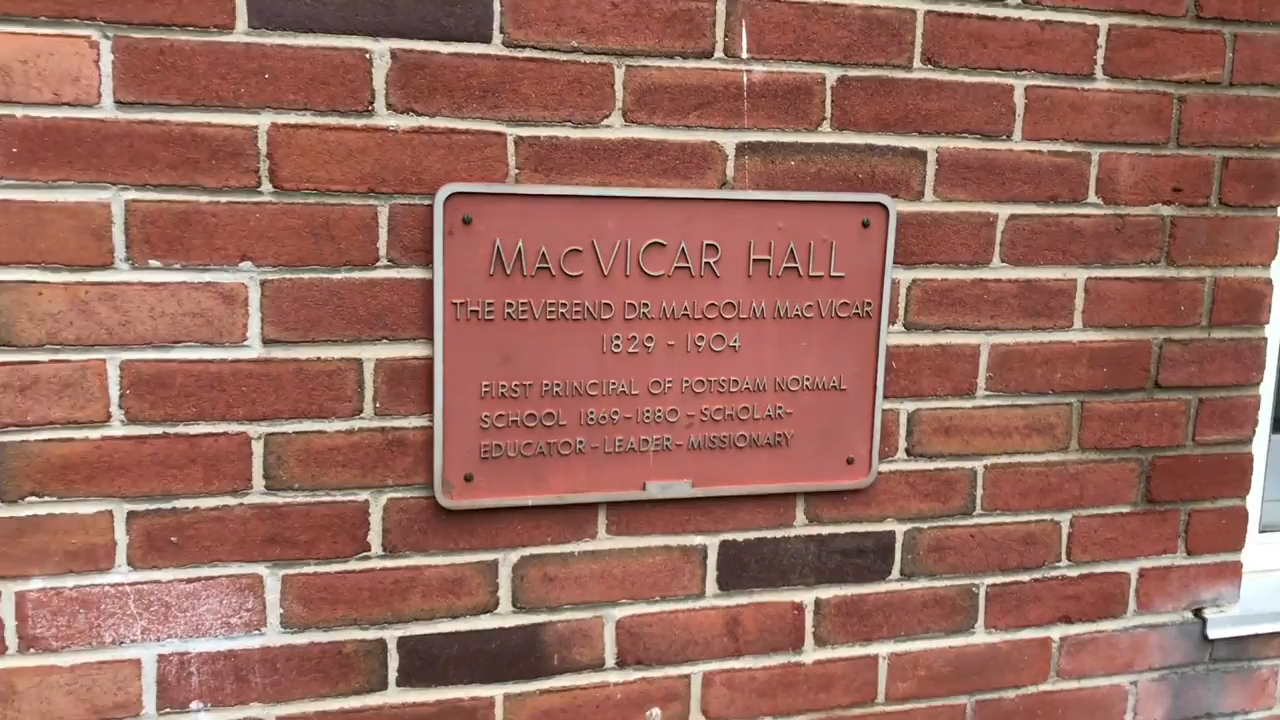 MacVICAR HALL
THE REVEREND DR. MALCOLM MacVICAR
1829 - 1904
FIRST PRINCIPAL OF POTSDAM NORMAL
SCHOOL 1869-1880 - SCHOLAR-
EDUCATOR-LEADER-MISSIONARY